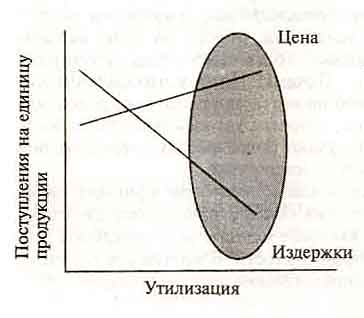 Цена
Поступления на единицу
продукции
Издержки
Утилизация